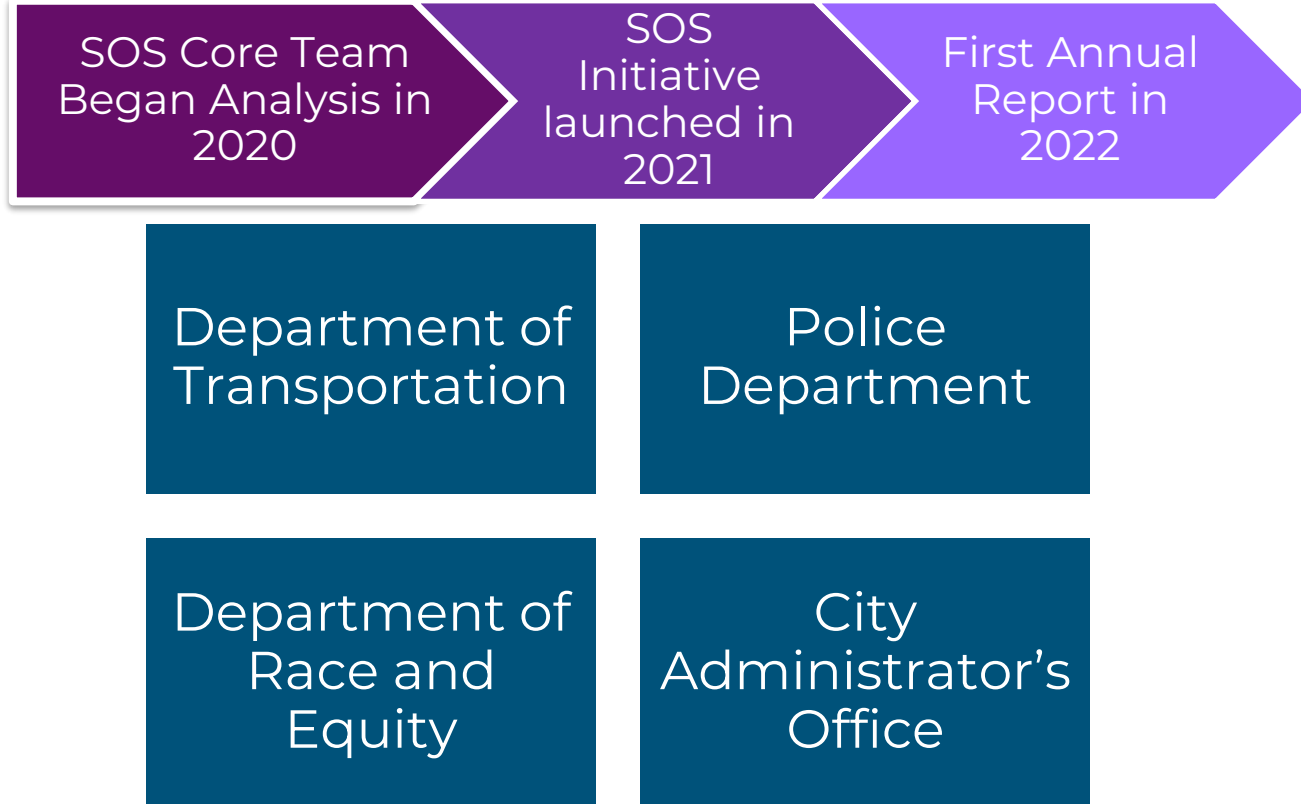 SOS Core Team
Began Analysis in
2020
SOS
Initiative
launched in
2021
First Annual
Report in
2022
Department of
Transportation
Police
Department
Department of
Race and
Equity
City
Administrator’s
Office